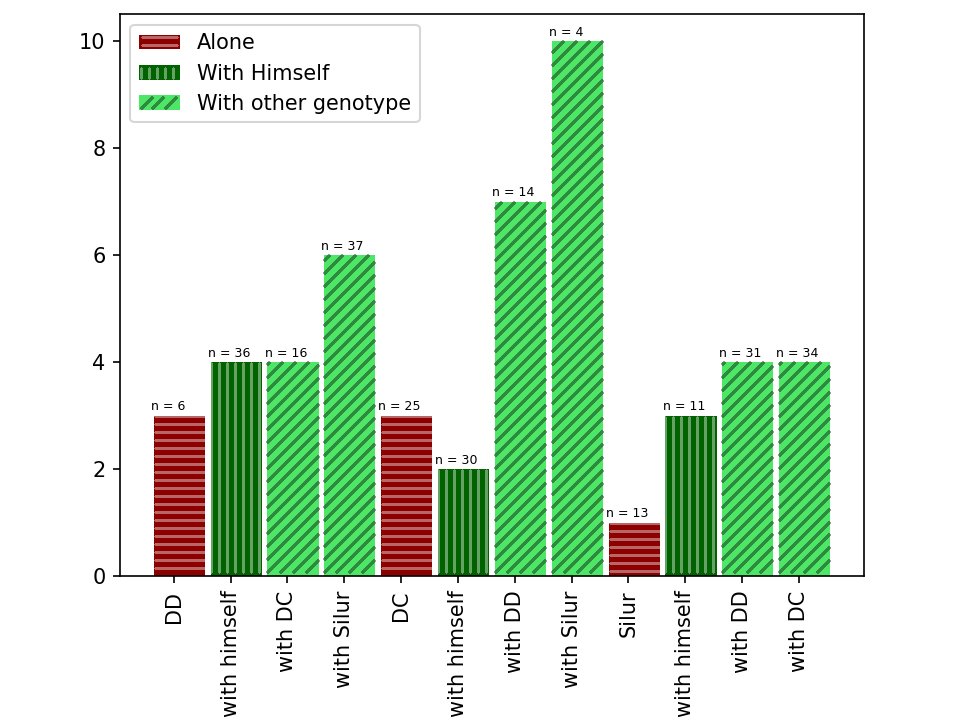 Alone
With Himself
With other genotype
10
8
6
4
2
0
n = 6
n = 36
n = 16
n = 37
n = 25
n = 30
n = 14
n = 4
n = 13
n = 11
n = 31
n = 34
DD
with himself
with DC
with Silur
DC
with himself
with DD
with Silur
Silur
with himself
with DD
with DC